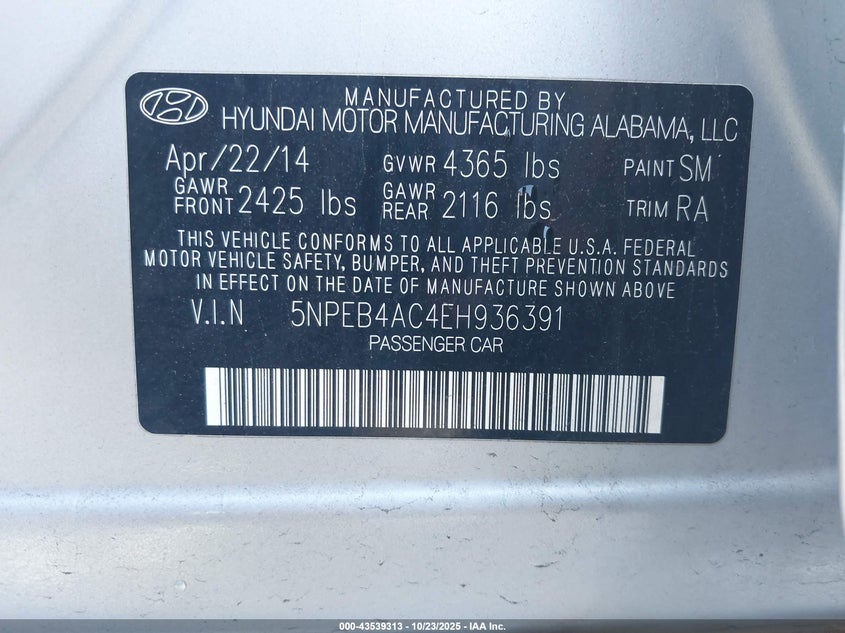 MANUFACTURED BY
HYUNDAI MOTOR MANUFACTURING ALABAMA, LLC
Apr/22/14 GVWR 4365 lbs PAINT SM
GAWR FRONT 2425 lbs GAWR REAR 2116 lbs TRIM RA
THIS VEHICLE CONFORMS TO ALL APPLICABLE U.S.A. FEDERAL
MOTOR VEHICLE SAFETY, BUMPER, AND THEFT PREVENTION STANDARDS
IN EFFECT ON THE DATE OF MANUFACTURE SHOWN ABOVE
V.I.N 5NPEB4AC4EH936391
PASSENGER CAR
000-43539313 - 10/23/2025 - IAA Inc.